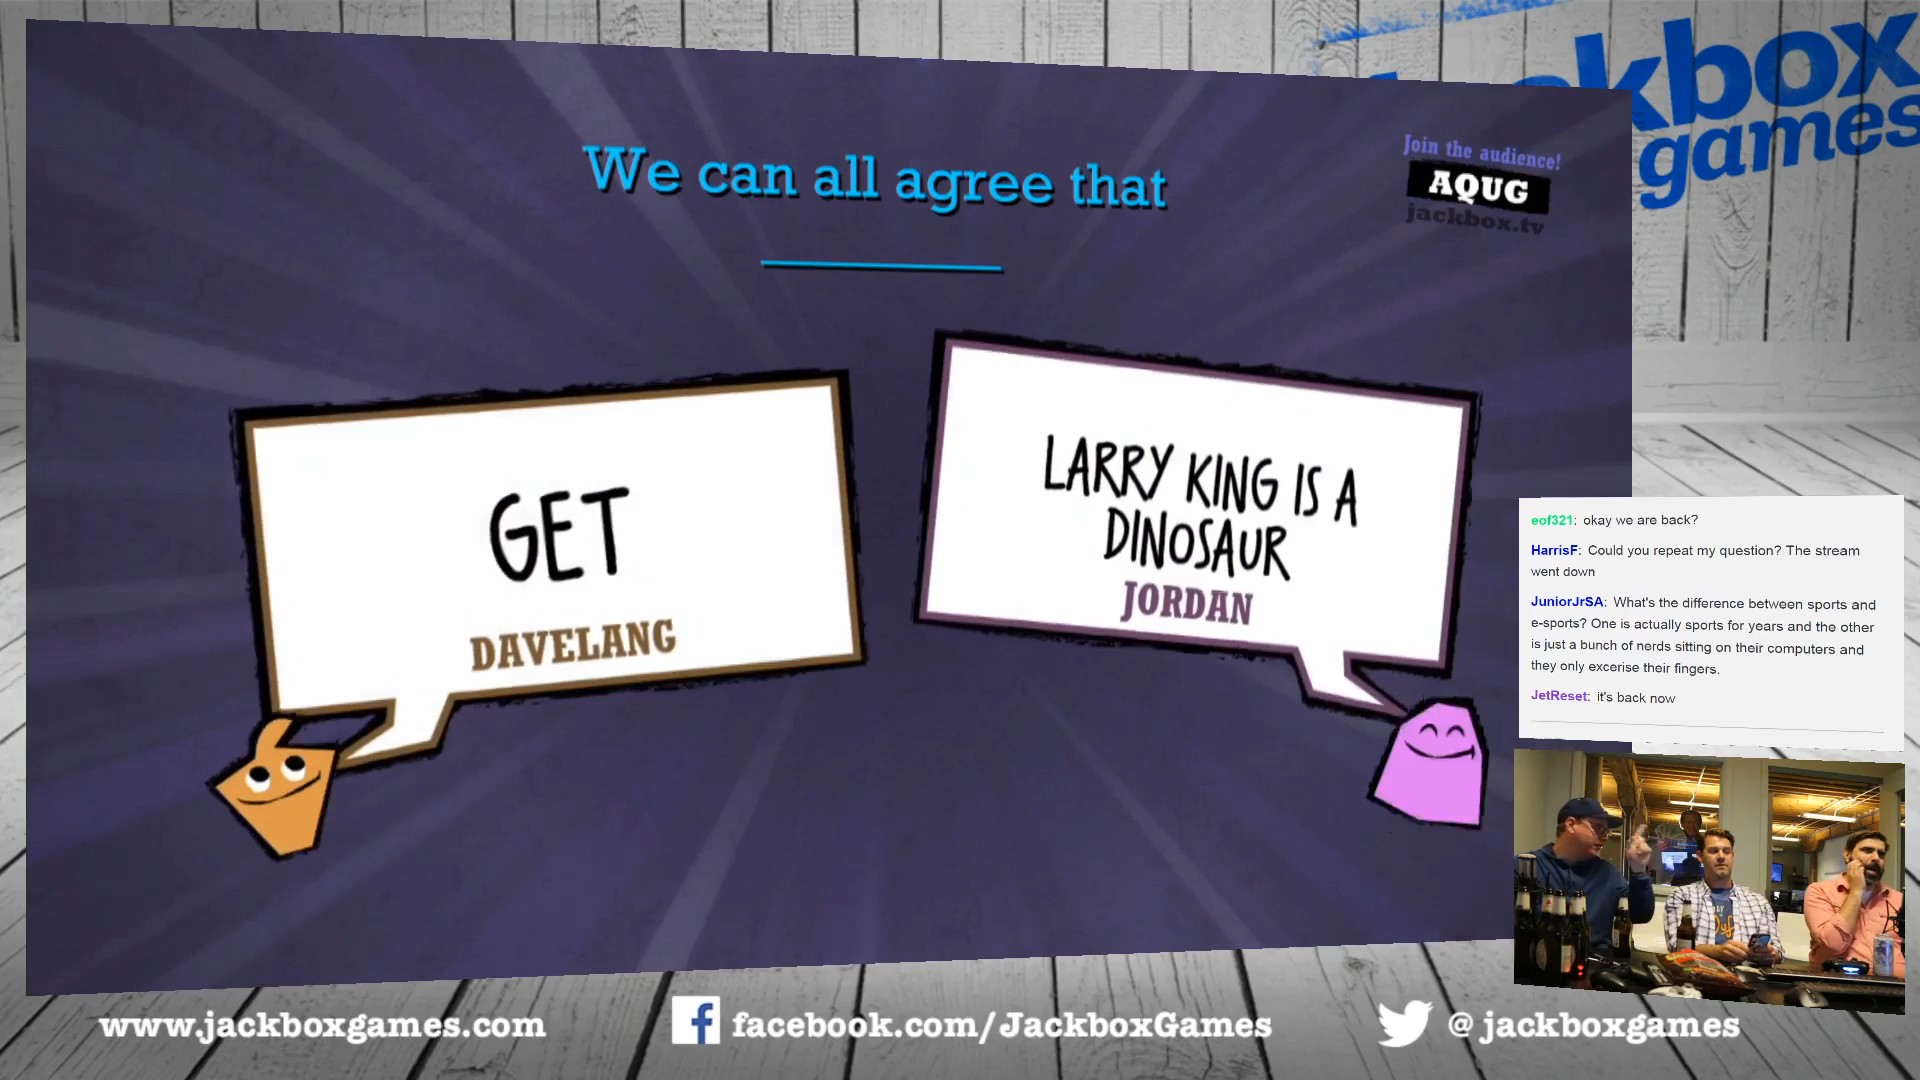 jackbox
games
We can all agree that
Join the audience!
AQUG
jackbox.tv
GET
DAVELANG
LARRY KING IS A
DINOSAUR
JORDAN
eof321: okay we are back?
HarrisF: Could you repeat my question? The stream
went down
JuniorJrSA: What's the difference between sports and
e-sports? One is actually sports for years and the other
is just a bunch of nerds sitting on their computers and
they only excerise their fingers.
JetReset: it's back now
www.jackboxgames.com
facebook.com/JackboxGames
@jackboxgames